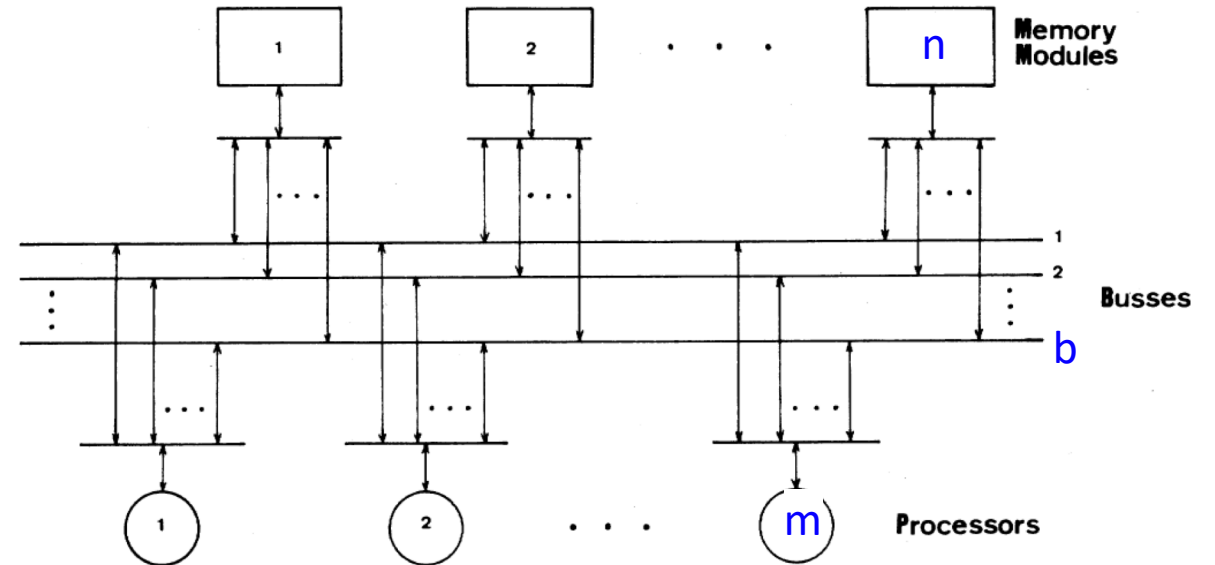 1 2 . . . n Memory
Modules
. . . . . . . . .
1
2
Busses
b
. . . . . . . . .
1 2 . . . m Processors